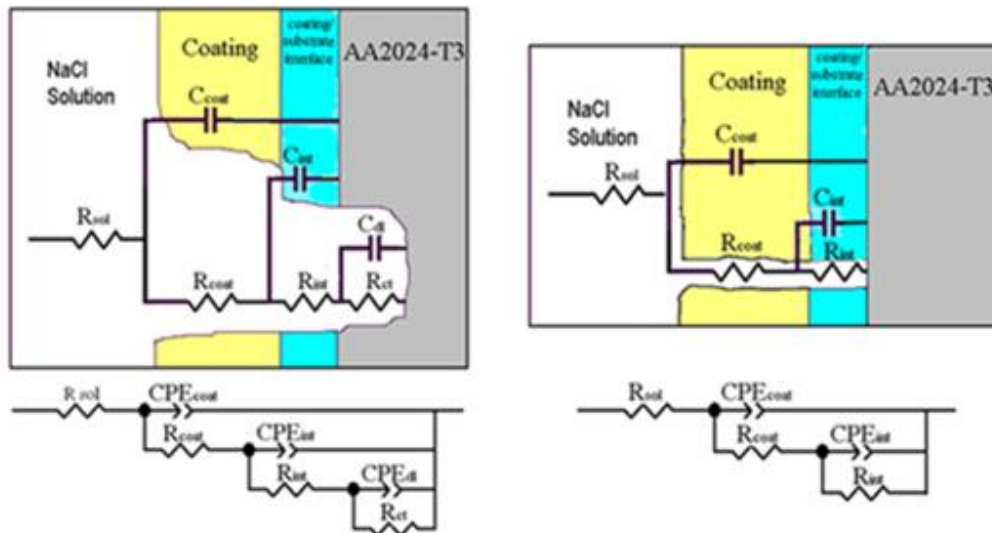 Coating
coating/
substrate
interface
AA2024-T3
NaCl
Solution
Ccoat
Cint
Cdl
Rsol
Rcoat
Rint
Rct
R sol
CPEcoat
Rcoat
CPEint
Rint
CPEdl
Rct
Coating
coating/
substrate
interface
AA2024-T3
NaCl
Solution
Ccoat
Rsol
Cint
Rcoat
Rint
Rsol
CPEcoat
Rcoat
CPEint
Rint